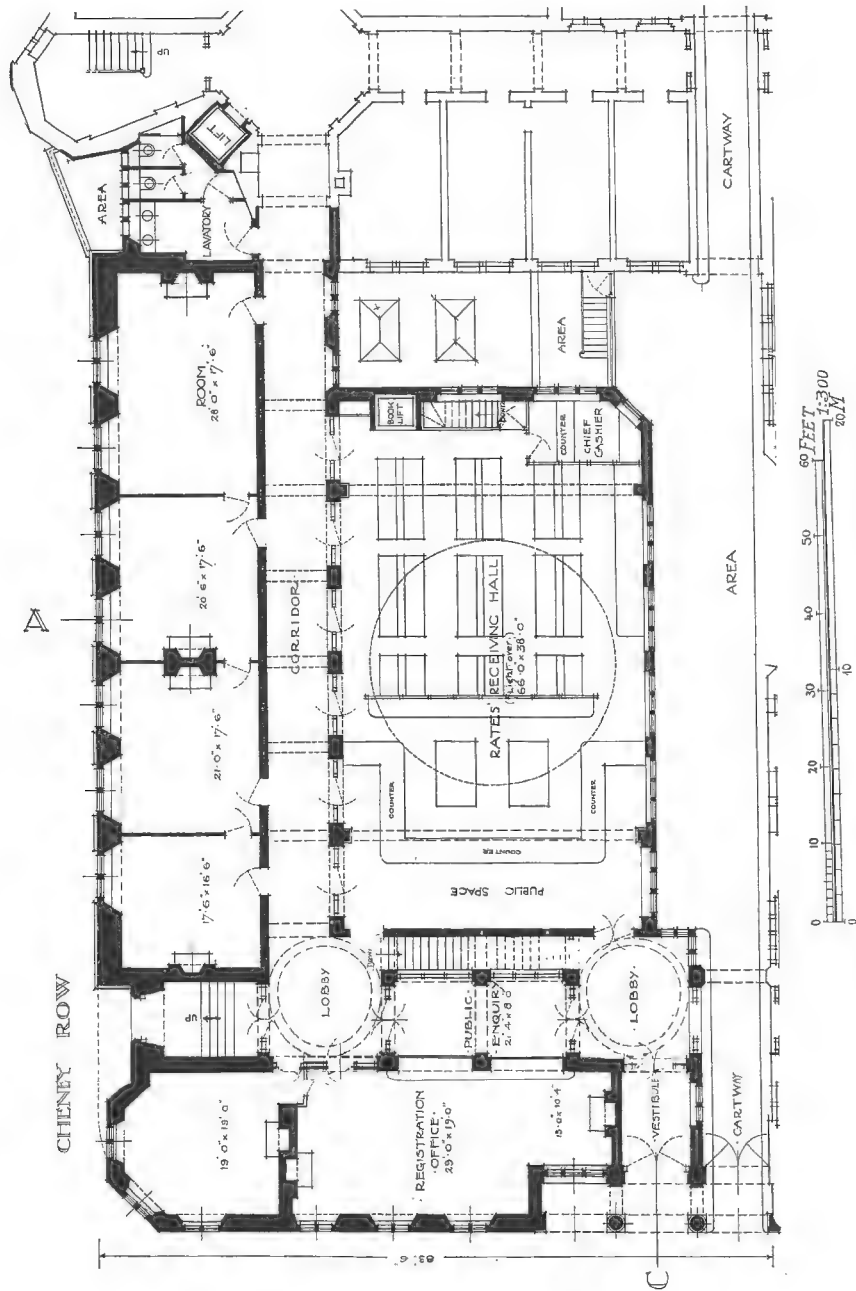 CHENEY ROW
A
UP
AREA
LIFT
LAVATORY
ROOM.
28'·0" × 17'·6"
20'·6" × 17'·6"
21'·0" × 17'·6"
17'·6" × 16'·6"
CORRIDOR.
BOOK
LIFT
DOWN
COUNTER
CHIEF
CASHIER
AREA
CARTWAY
RATES' RECEIVING HALL
(Light over.)
66'·0" × 38'·0"
COUNTER
COUNTER
COUNTER
PUBLIC SPACE
UP
LOBBY
Down
PUBLIC
ENQUIRY
21·4 × 8·0
LOBBY.
REGISTRATION
·OFFICE·
29'·0" × 19'·0"
15·0 × 10'·4"
VESTIBULE
CARTWAY
AREA
83'. 6"
C
0 10 20 30 40 50 60 FEET
1:300
0 10 20 M